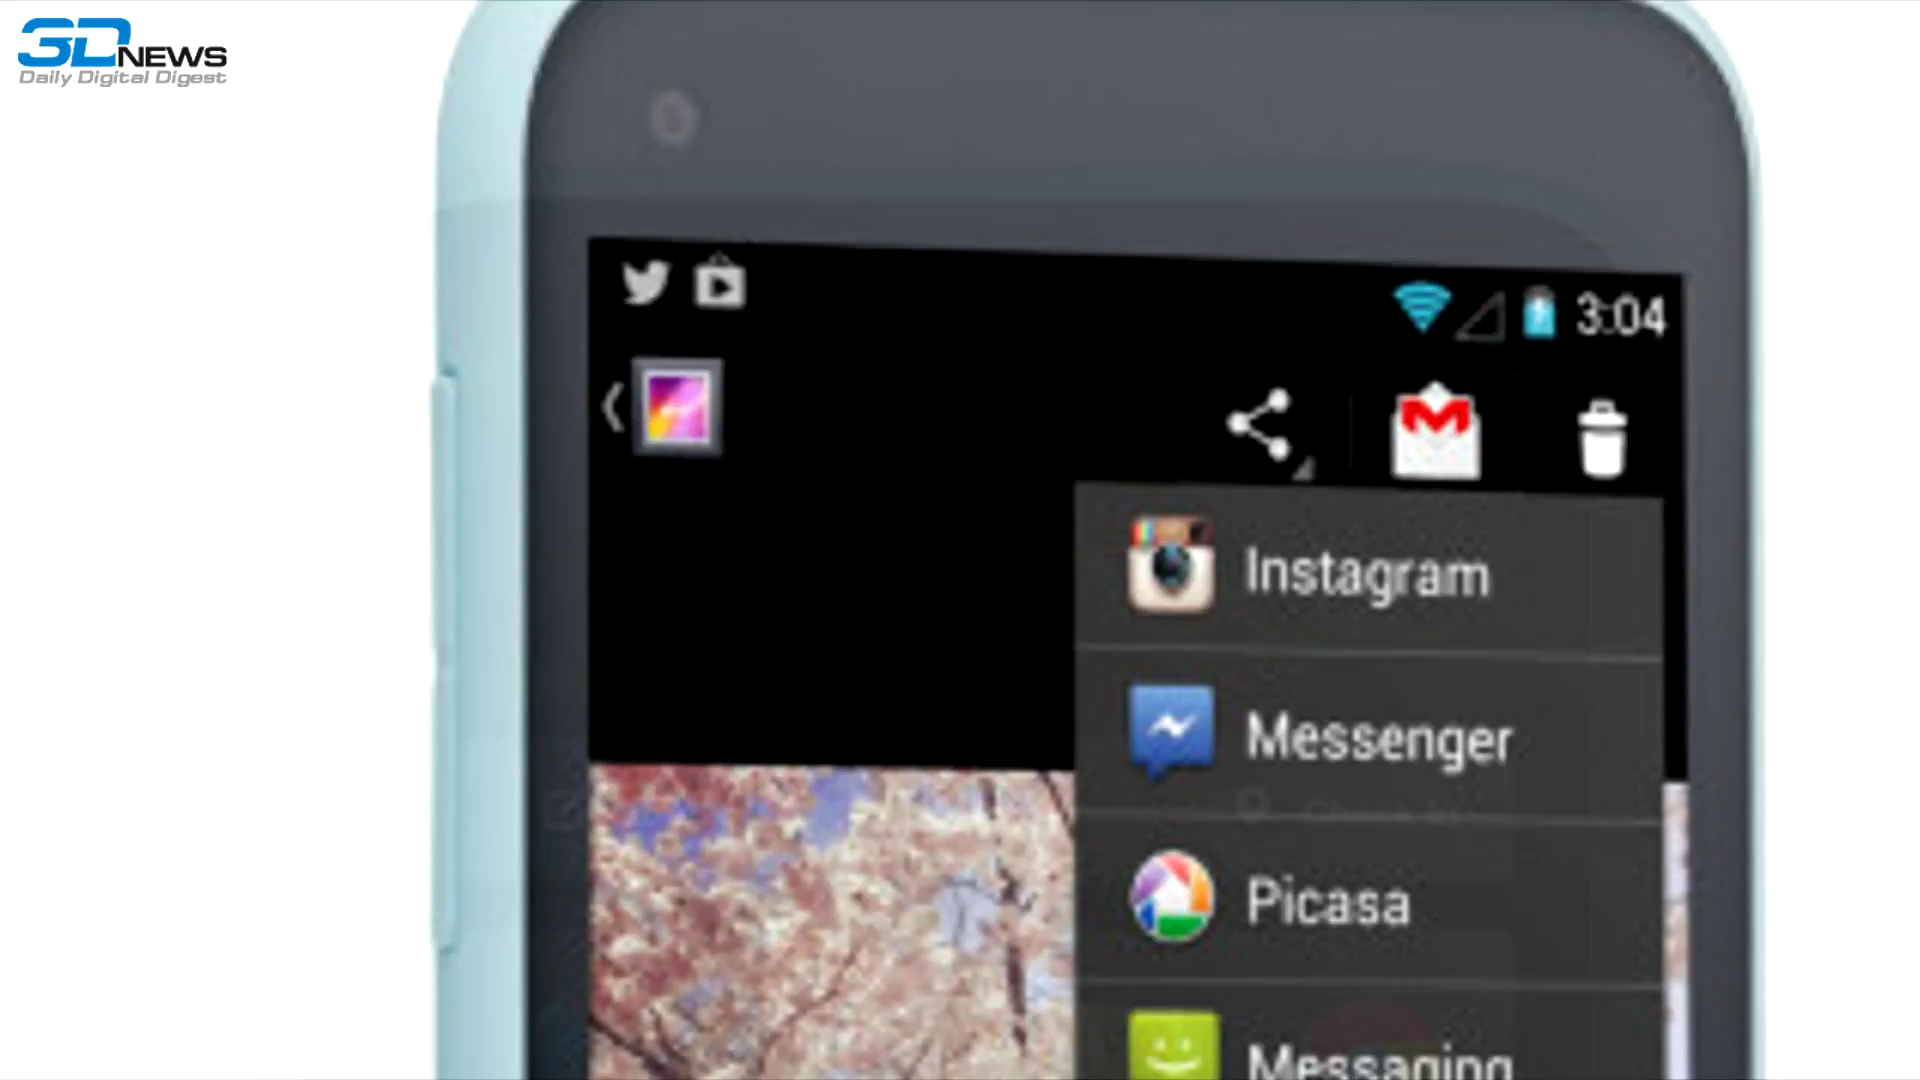 3DNEWS
Daily Digital Digest
3:04
Instagram
Messenger
Picasa
Messaging